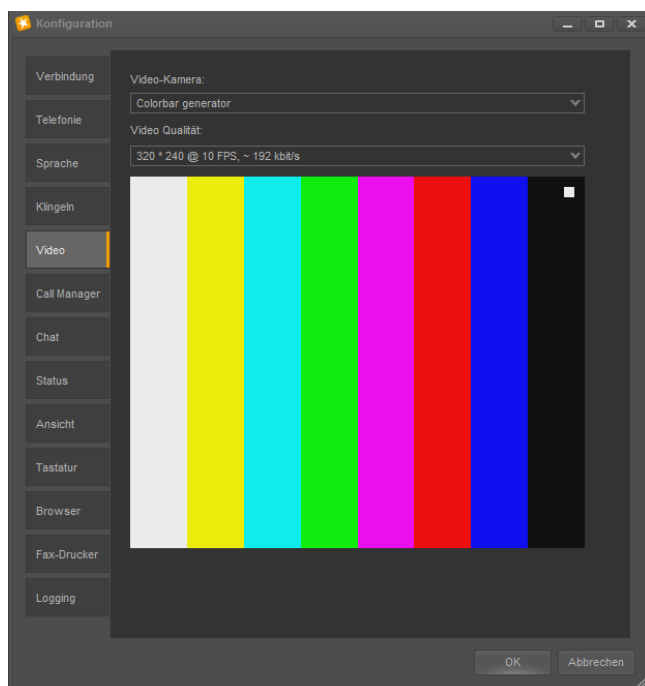 Konfiguration
Verbindung
Telefonie
Sprache
Klingeln
Video
Call Manager
Chat
Status
Ansicht
Tastatur
Browser
Fax-Drucker
Logging
Video-Kamera:
Colorbar generator
Video Qualität:
320 * 240 @ 10 FPS, ~ 192 kbit/s
OK
Abbrechen